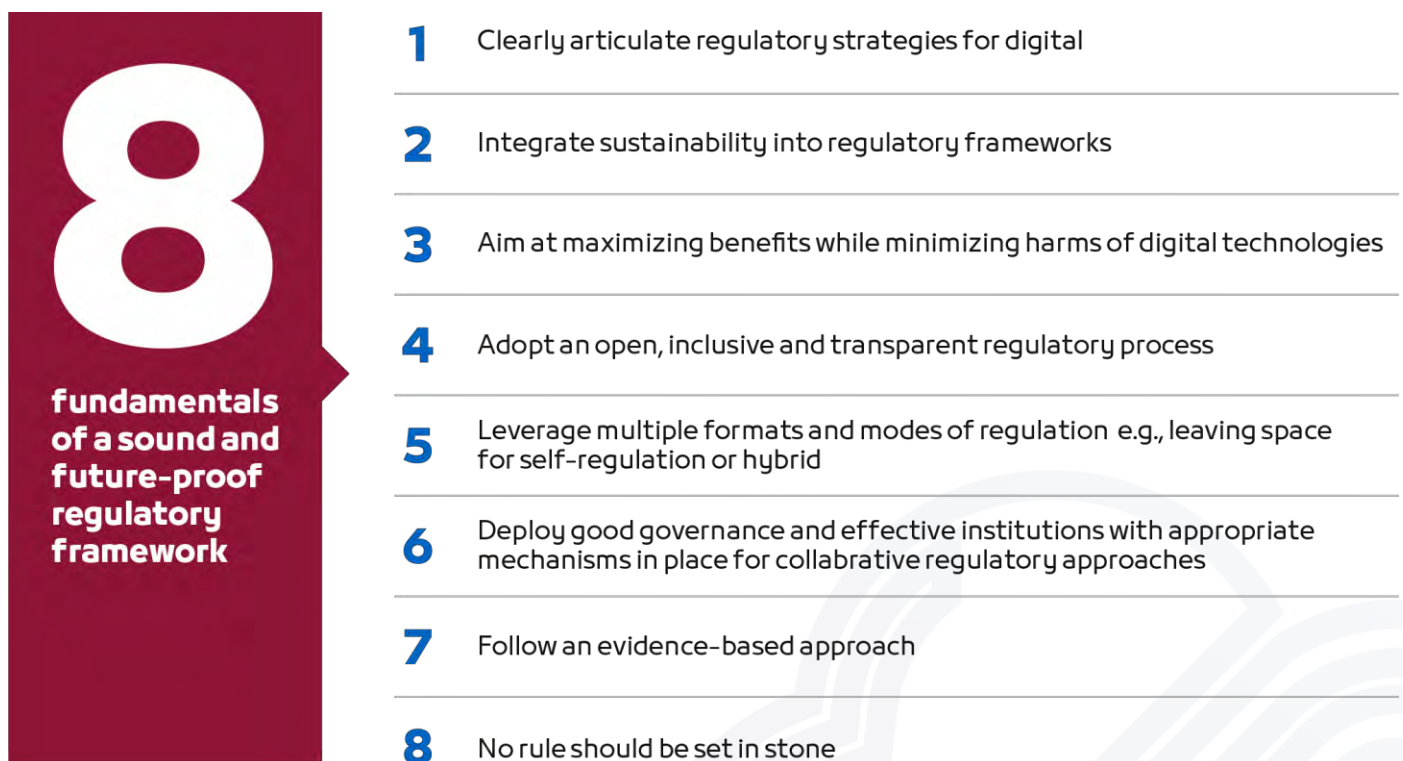 8
fundamentals
of a sound and
future-proof
regulatory
framework
1 Clearly articulate regulatory strategies for digital
2 Integrate sustainability into regulatory frameworks
3 Aim at maximizing benefits while minimizing harms of digital technologies
4 Adopt an open, inclusive and transparent regulatory process
5 Leverage multiple formats and modes of regulation e.g., leaving space
for self-regulation or hybrid
6 Deploy good governance and effective institutions with appropriate
mechanisms in place for collabrative regulatory approaches
7 Follow an evidence-based approach
8 No rule should be set in stone